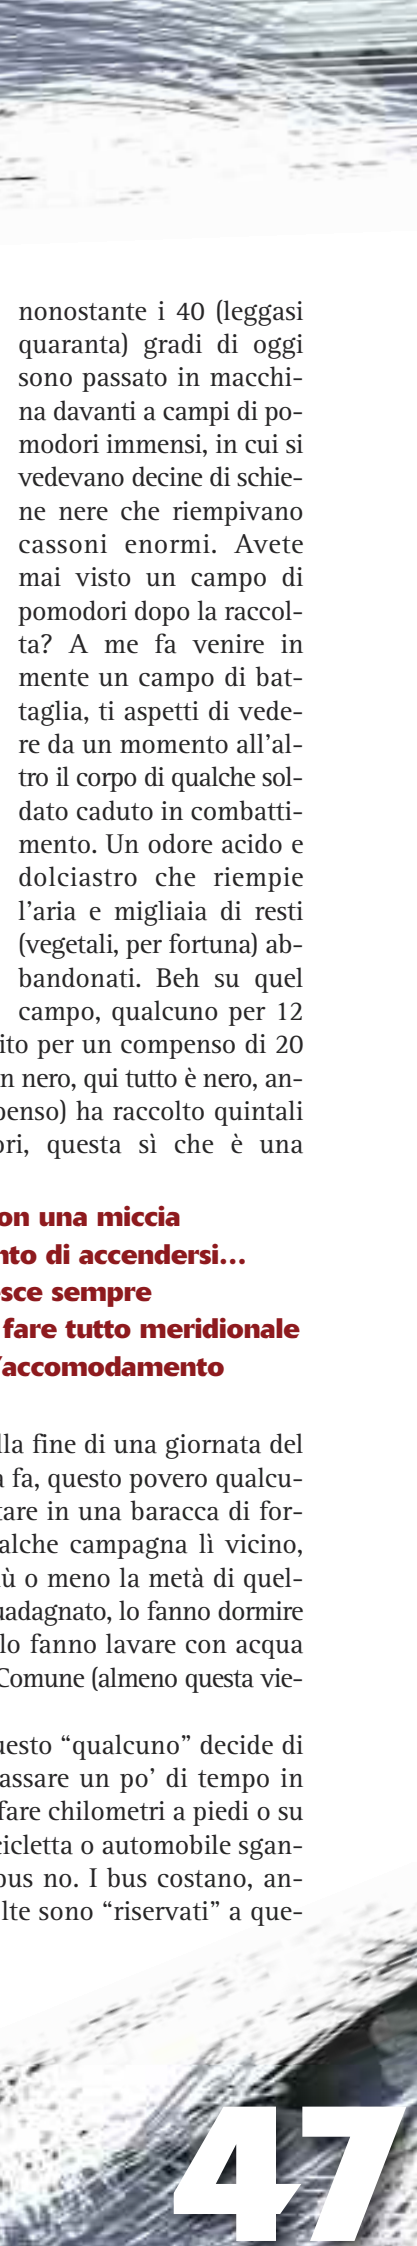 nonostante i 40 (leggasi
quaranta) gradi di oggi
sono passato in macchi-
na davanti a campi di po-
modori immensi, in cui si
vedevano decine di schie-
ne nere che riempivano
cassoni enormi. Avete
mai visto un campo di
pomodori dopo la raccol-
ta? A me fa venire in
mente un campo di bat-
taglia, ti aspetti di vede-
re da un momento all'al-
tro il corpo di qualche sol-
dato caduto in combatti-
mento. Un odore acido e
dolciastro che riempie
l'aria e migliaia di resti
(vegetali, per fortuna) ab-
bandonati. Beh su quel
campo, qualcuno per 12
ito per un compenso di 20
n nero, qui tutto è nero, an-
penso) ha raccolto quintali
ori, questa sì che è una
on una miccia
nto di accendersi...
sce sempre
fare tutto meridionale
'accomodamento
lla fine di una giornata del
a fa, questo povero qualcu-
tare in una baracca di for-
alche campagna lì vicino,
iù o meno la metà di quel-
uadagnato, lo fanno dormire
lo fanno lavare con acqua
Comune (almeno questa vie-
uesto “qualcuno” decide di
assare un po' di tempo in
fare chilometri a piedi o su
cicletta o automobile sgan-
bus no. I bus costano, an-
lte sono “riservati” a que-
47